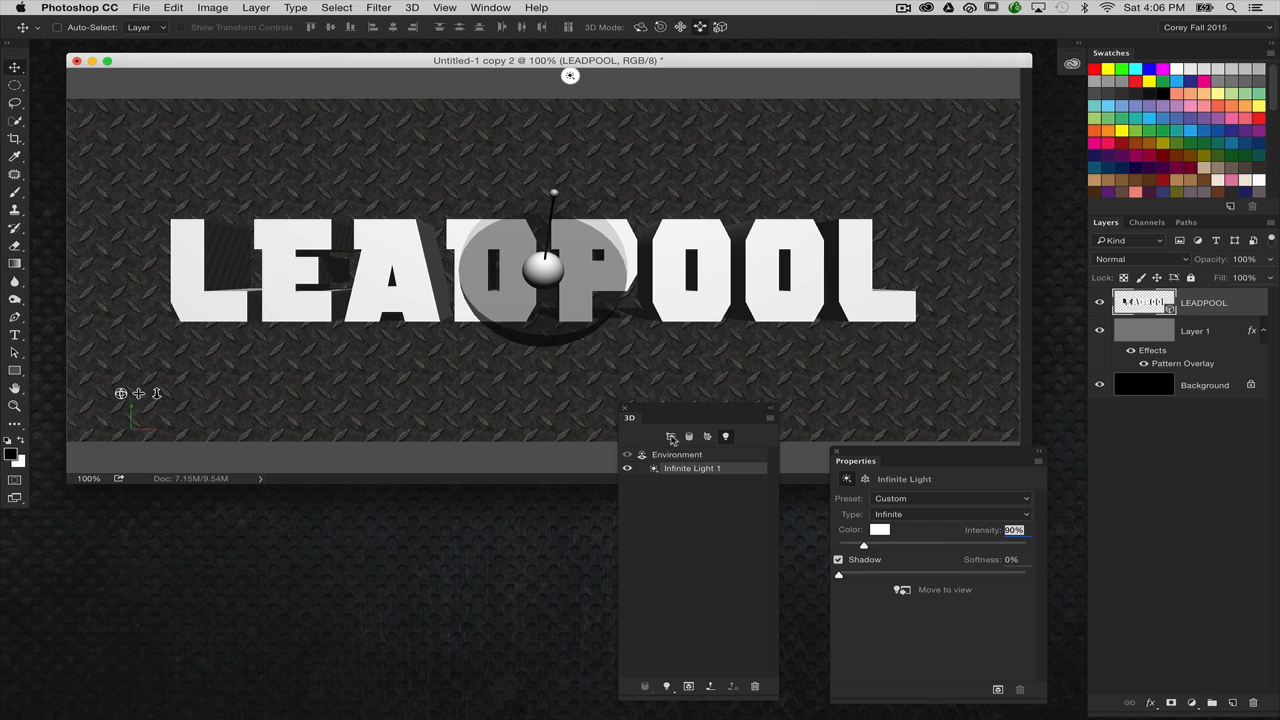 Photoshop CC File Edit Image Layer Type Select Filter 3D View Window Help Sat 4:06 PM
Auto-Select: Layer Show Transform Controls 3D Mode: Corey Fall 2015
Untitled-1 copy 2 @ 100% (LEADPOOL, RGB/8) *
LEADPOOL
100% Doc: 7.15M/9.54M
3D
Environment
Infinite Light 1
Properties
Infinite Light
Preset: Custom
Type: Infinite
Color: Intensity: 90%
Shadow Softness: 0%
Move to view
Swatches
Layers Channels Paths
Kind
Normal Opacity: 100%
Lock: Fill: 100%
LEADPOOL LEADPOOL
Layer 1 fx
Effects
Pattern Overlay
Background
fx